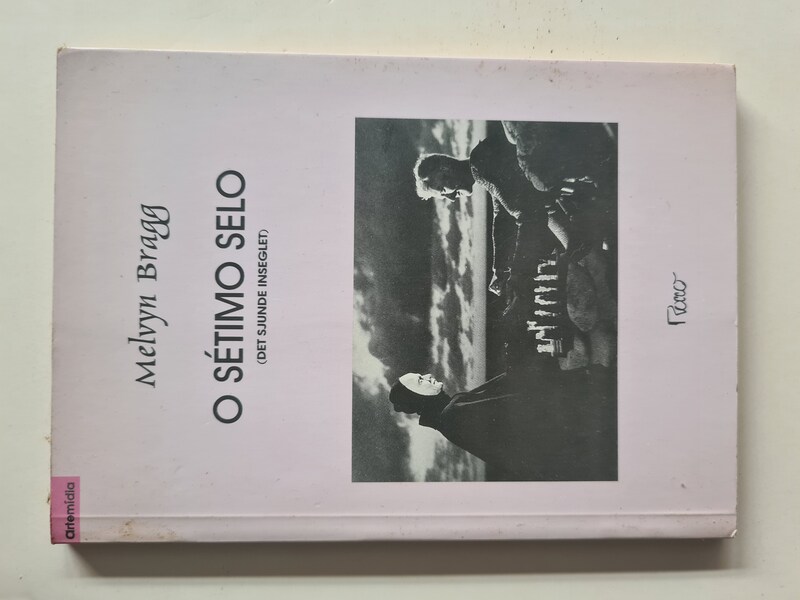 artemídia
Melvyn Bragg
O SÉTIMO SELO
(DET SJUNDE INSEGLET)
Rocco